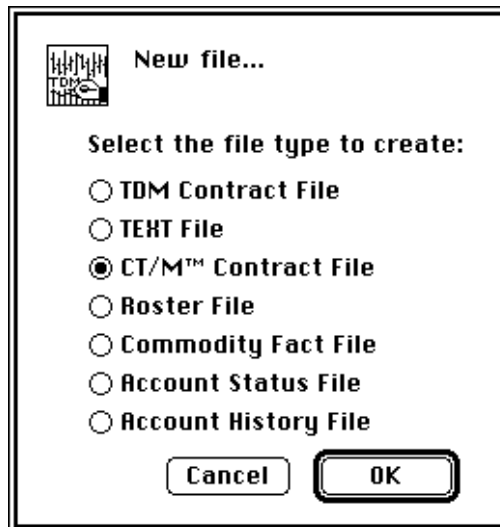 New file...
TDM
Select the file type to create:
TDM Contract File
TEXT File
CT/M™ Contract File
Roster File
Commodity Fact File
Account Status File
Account History File
Cancel OK